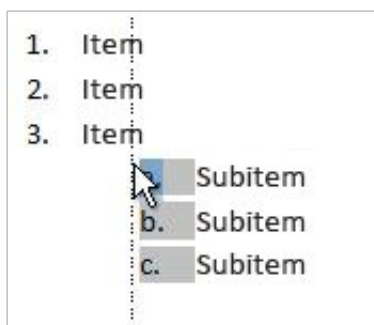 1. Item
2. Item
3. Item
a. Subitem
b. Subitem
c. Subitem